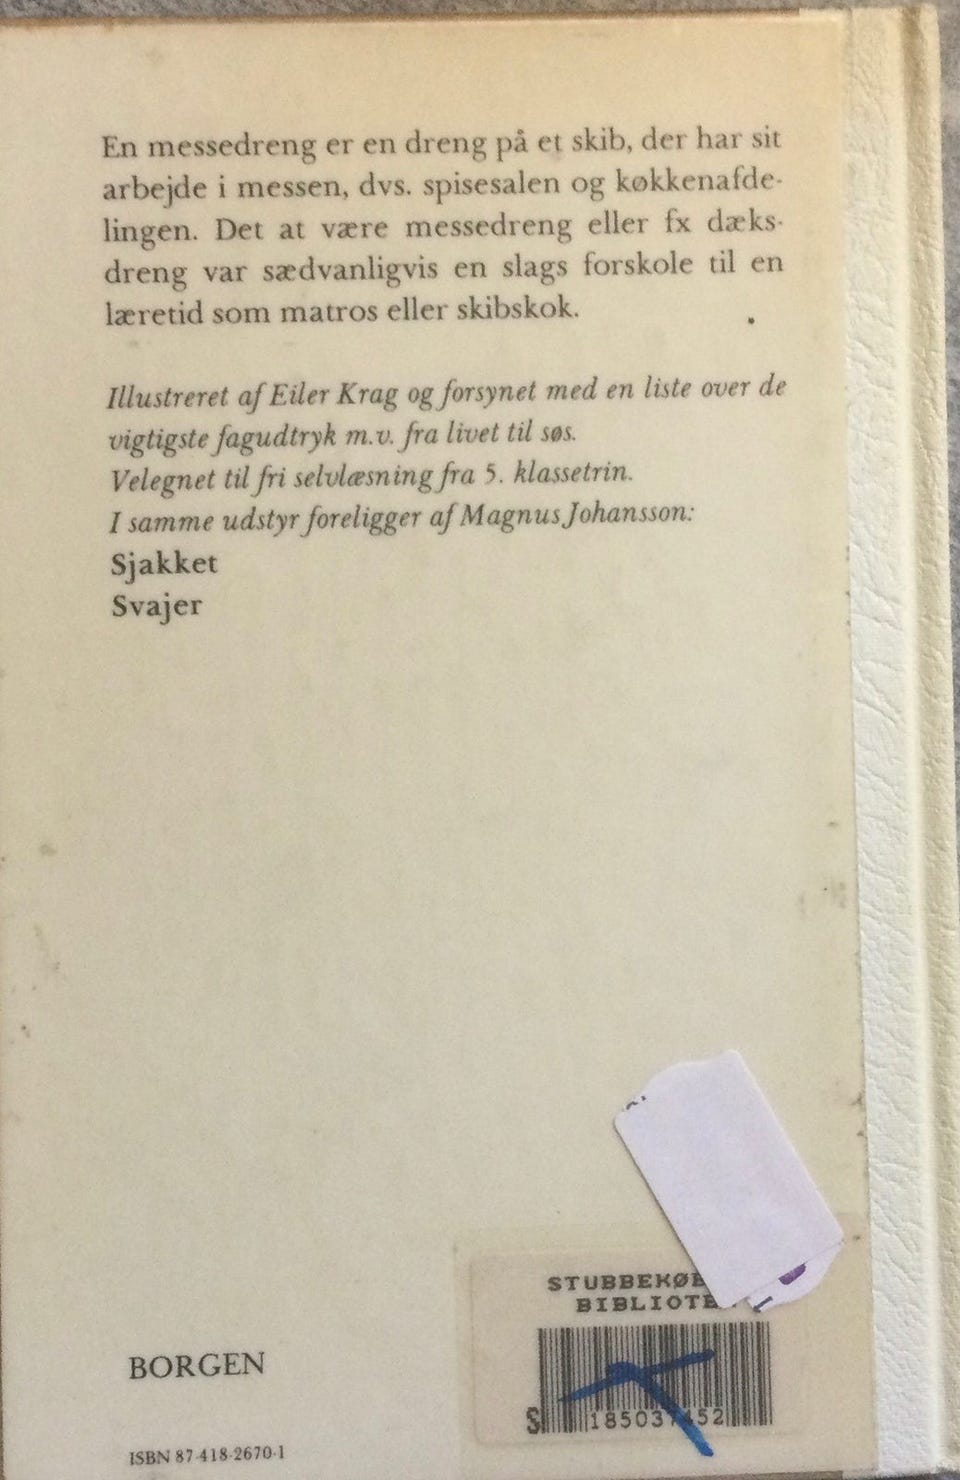 En messedreng er en dreng på et skib, der har sit
arbejde i messen, dvs. spisesalen og køkkenafde-
lingen. Det at være messedreng eller fx dæks-
dreng var sædvanligvis en slags forskole til en
læretid som matros eller skibskok.
Illustreret af Eiler Krag og forsynet med en liste over de
vigtigste fagudtryk m.v. fra livet til søs.
Velegnet til fri selvlæsning fra 5. klassetrin.
I samme udstyr foreligger af Magnus Johansson:
Sjakket
Svajer
BORGEN
ISBN 87-418-2670-1
S